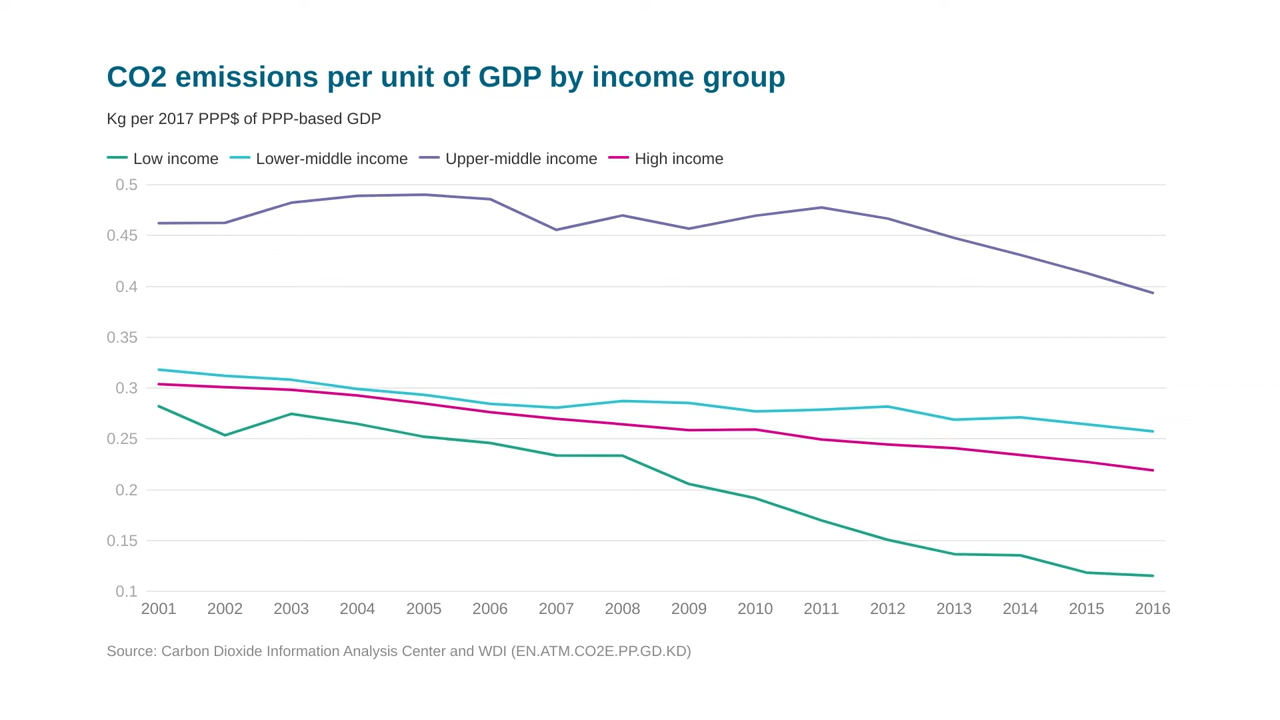 CO2 emissions per unit of GDP by income group
Kg per 2017 PPP$ of PPP-based GDP
Low income Lower-middle income Upper-middle income High income
0.5
0.45
0.4
0.35
0.3
0.25
0.2
0.15
0.1
2001 2002 2003 2004 2005 2006 2007 2008 2009 2010 2011 2012 2013 2014 2015 2016
Source: Carbon Dioxide Information Analysis Center and WDI (EN.ATM.CO2E.PP.GD.KD)